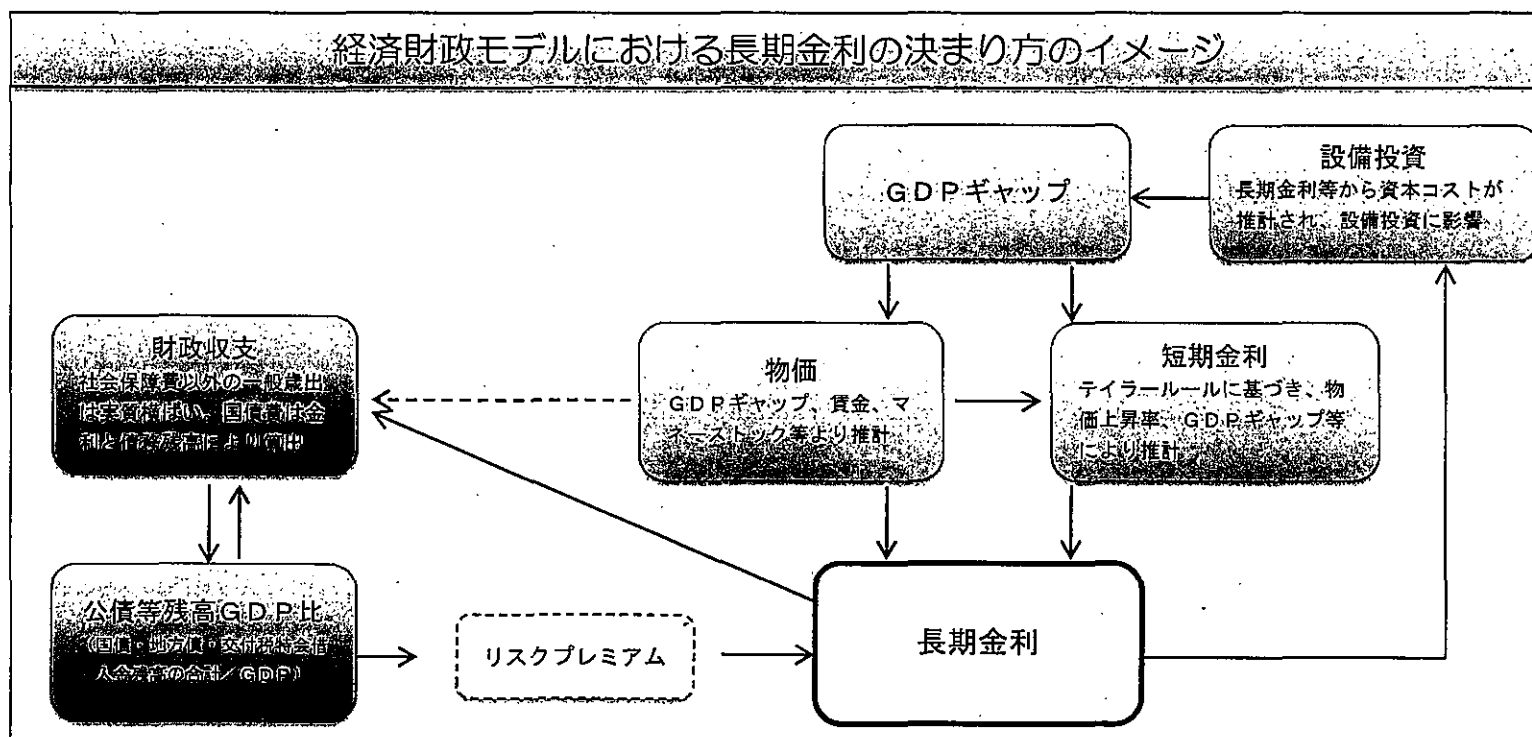 経済財政モデルにおける長期金利の決まり方のイメージ
GDPギャップ
設備投資
長期金利等から資本コストが
推計され、設備投資に影響
財政収支
社会保障費以外の一般歳出
は実質横ばい、国債費は金
利と債務残高により算出
物価
GDPギャップ、賃金、マ
ネーストック等より推計
短期金利
テイラールールに基づき、物
価上昇率、GDPギャップ等
により推計
公債等残高GDP比
(国債・地方債・交付税特会借
入金残高の合計/GDP)
リスクプレミアム
長期金利